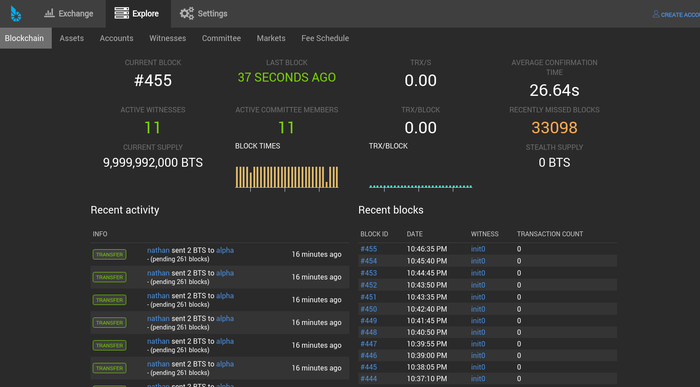 Exchange
Explore
Settings
CREATE ACCOU
Blockchain
Assets
Accounts
Witnesses
Committee
Markets
Fee Schedule
CURRENT BLOCK
#455
LAST BLOCK
37 SECONDS AGO
TRX/S
0.00
AVERAGE CONFIRMATION
TIME
26.64s
ACTIVE WITNESSES
11
ACTIVE COMMITTEE MEMBERS
11
TRX/BLOCK
0.00
RECENTLY MISSED BLOCKS
33098
CURRENT SUPPLY
9,999,992,000 BTS
BLOCK TIMES
TRX/BLOCK
STEALTH SUPPLY
0 BTS
Recent activity
INFO
TRANSFER nathan sent 2 BTS to alpha 16 minutes ago
- (pending 261 blocks)
TRANSFER nathan sent 2 BTS to alpha 16 minutes ago
- (pending 261 blocks)
TRANSFER nathan sent 2 BTS to alpha 16 minutes ago
- (pending 261 blocks)
TRANSFER nathan sent 2 BTS to alpha 16 minutes ago
- (pending 261 blocks)
TRANSFER nathan sent 2 BTS to alpha 16 minutes ago
- (pending 261 blocks)
TRANSFER nathan sent 2 BTS to alpha 16 minutes ago
- (pending 261 blocks)
nathan sent 2 BTS to alpha
Recent blocks
BLOCK ID DATE WITNESS TRANSACTION COUNT
#455 10:46:35 PM init0 0
#454 10:45:40 PM init0 0
#453 10:44:45 PM init0 0
#452 10:43:50 PM init0 0
#451 10:43:35 PM init0 0
#450 10:42:40 PM init0 0
#449 10:41:45 PM init0 0
#448 10:40:50 PM init0 0
#447 10:39:55 PM init0 0
#446 10:39:00 PM init0 0
#445 10:38:05 PM init0 0
#444 10:37:10 PM init0 0